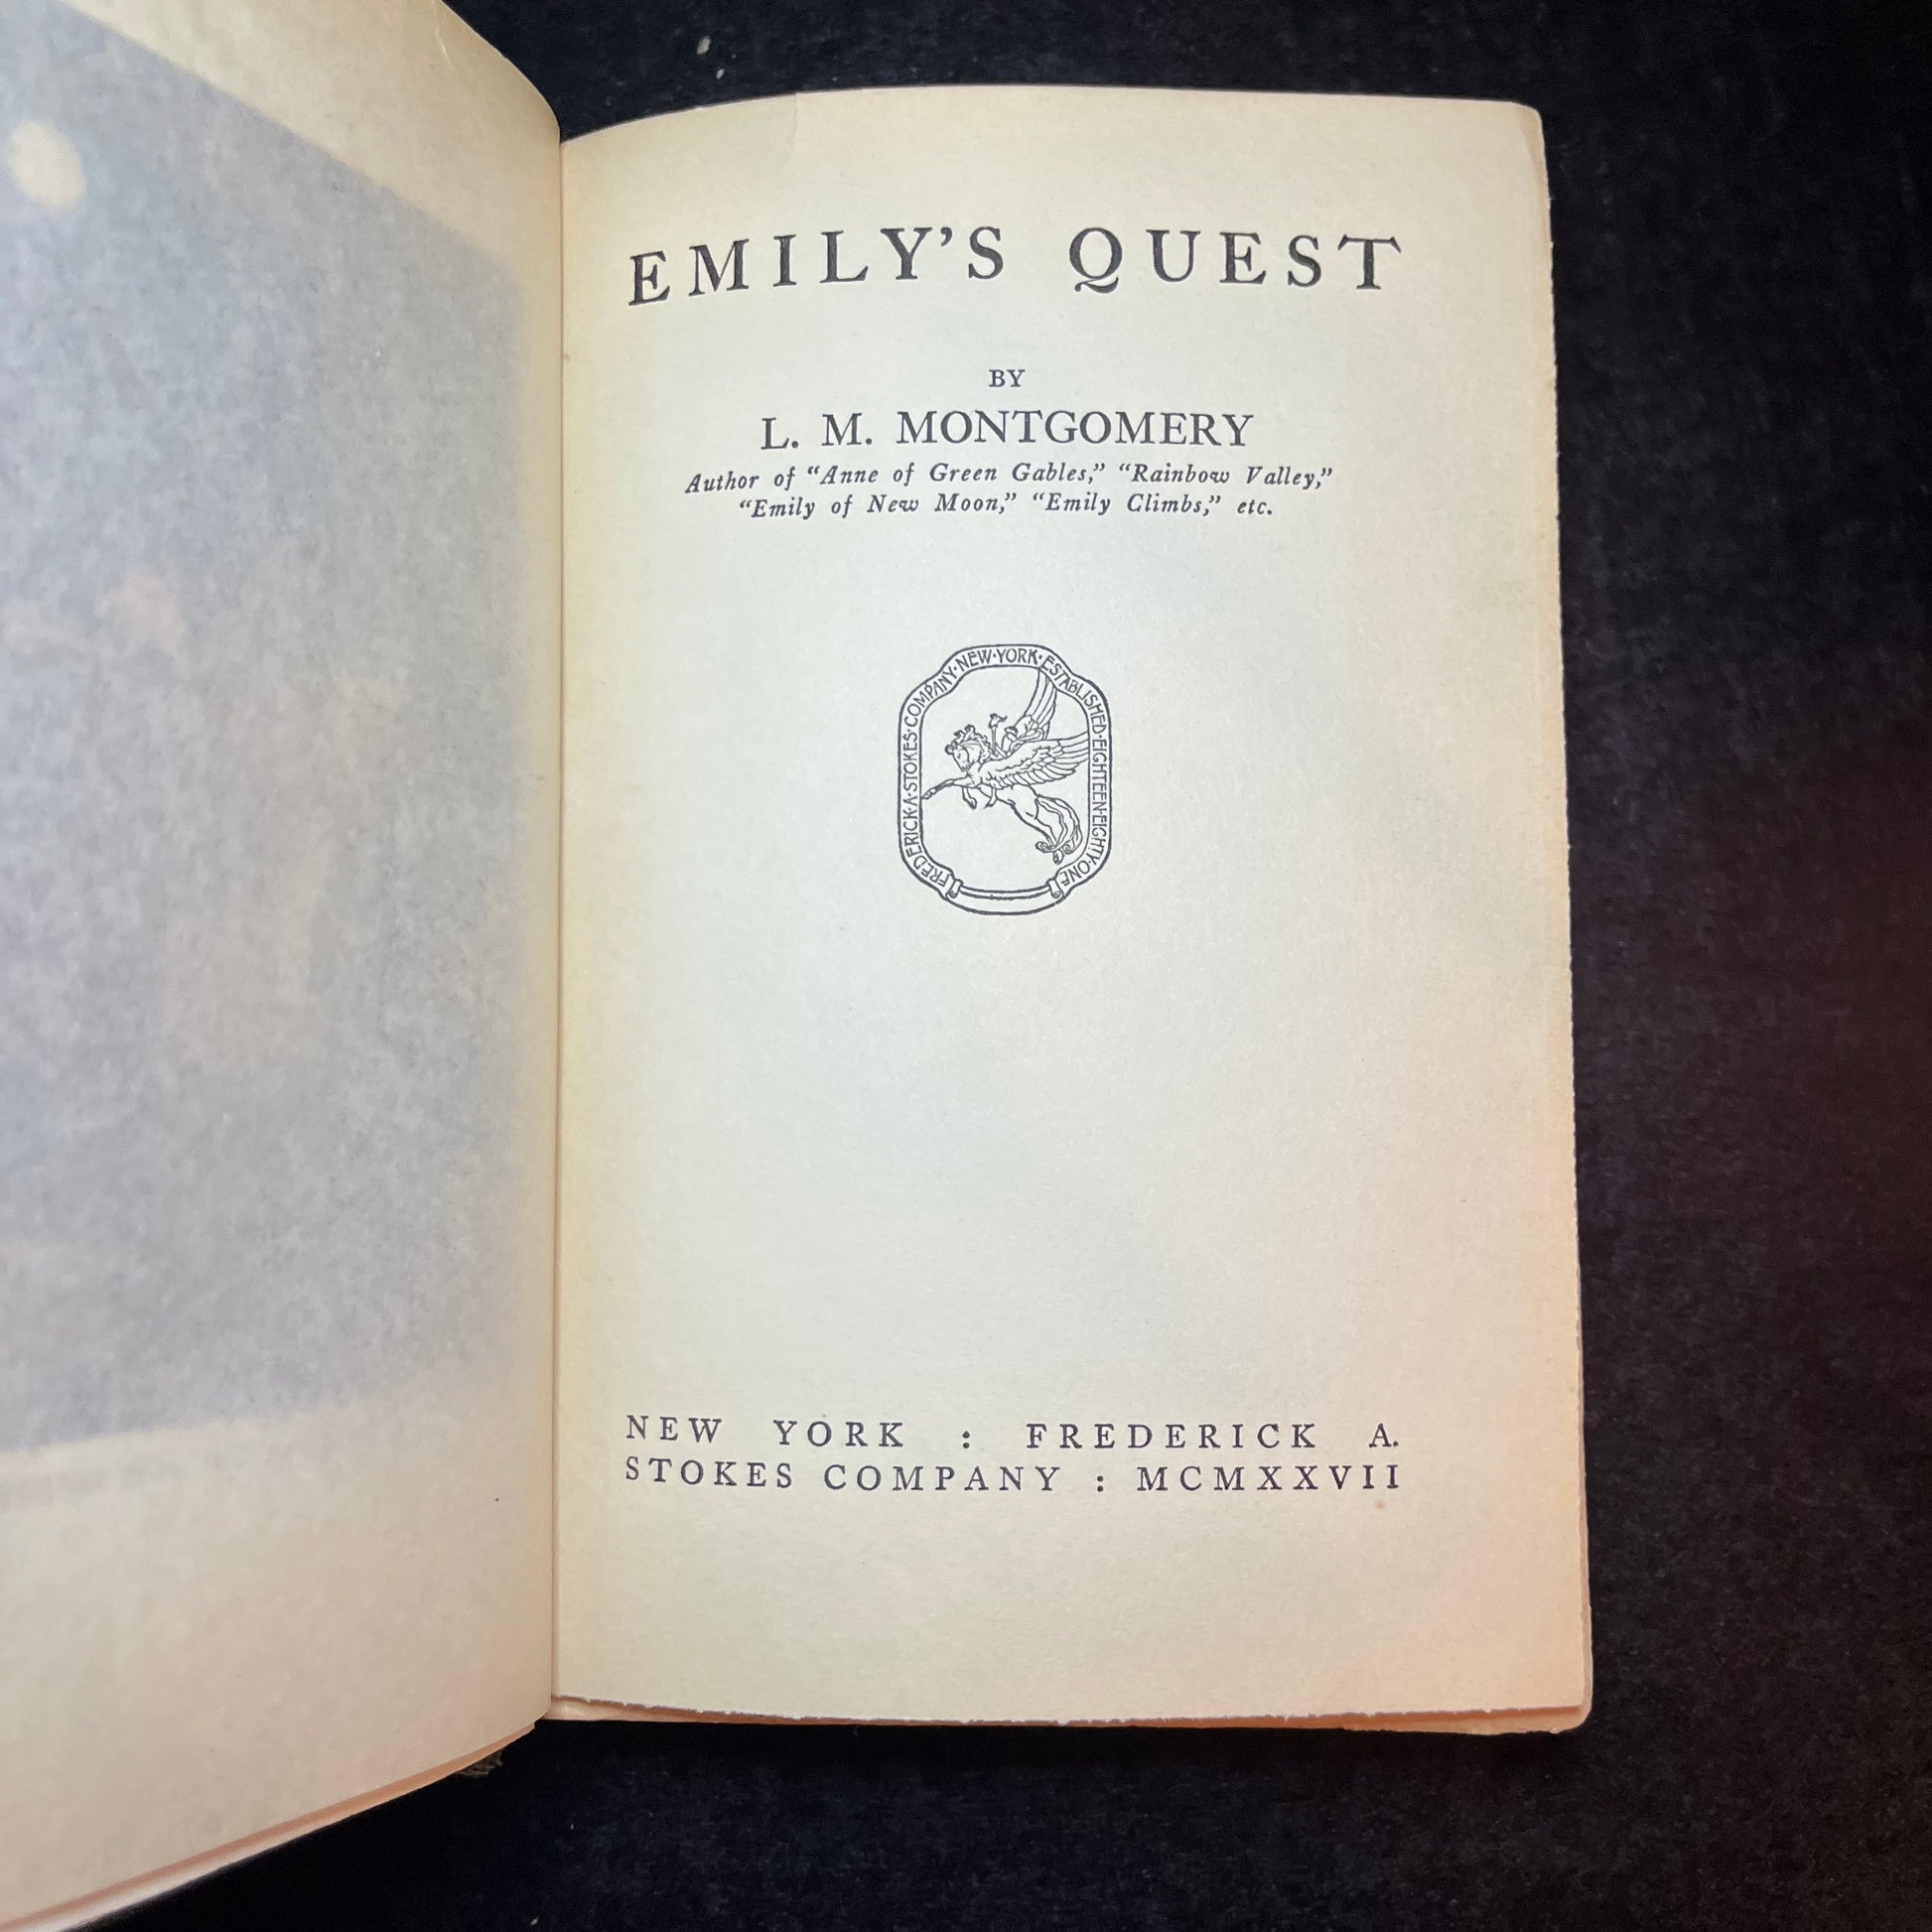 EMILY’S QUEST
BY
L. M. MONTGOMERY
Author of “Anne of Green Gables,” “Rainbow Valley,”
“Emily of New Moon,” “Emily Climbs,” etc.
FREDERICK·A·STOKES·COMPANY·NEW·YORK·ESTABLISHED·EIGHTEEN·EIGHTY·ONE
NEW YORK : FREDERICK A.
STOKES COMPANY : MCMXXVII